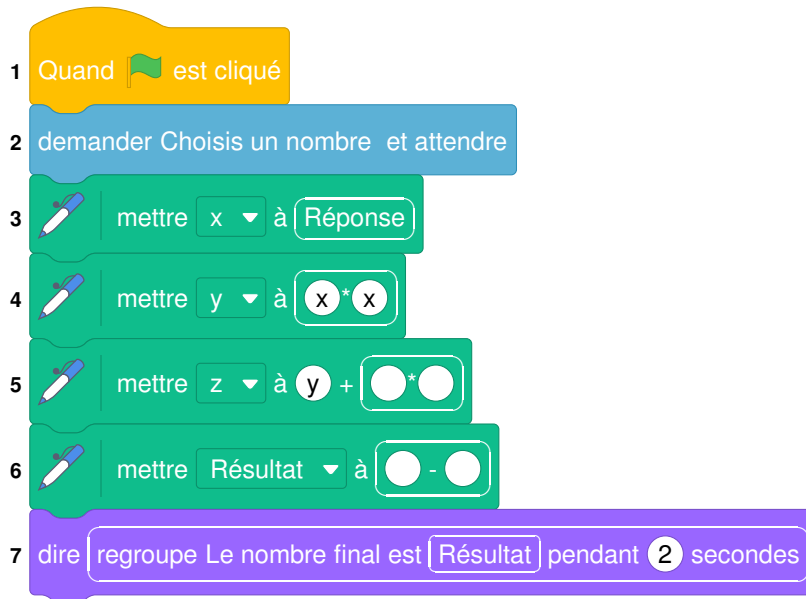 1 Quand est cliqué
2 demander Choisis un nombre et attendre
3 mettre x à Réponse
4 mettre y à x * x
5 mettre z à y + *
6 mettre Résultat à -
7 dire regroupe Le nombre final est Résultat pendant 2 secondes